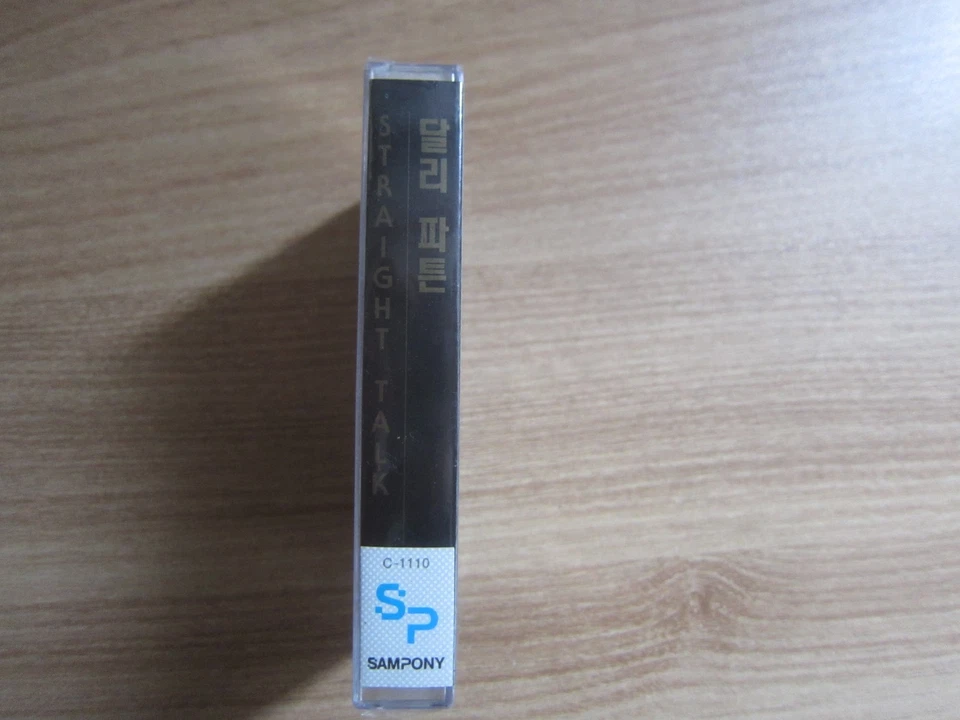 달리 파튼
STRAIGHT TALK
C-1110
SP
SAMPONY